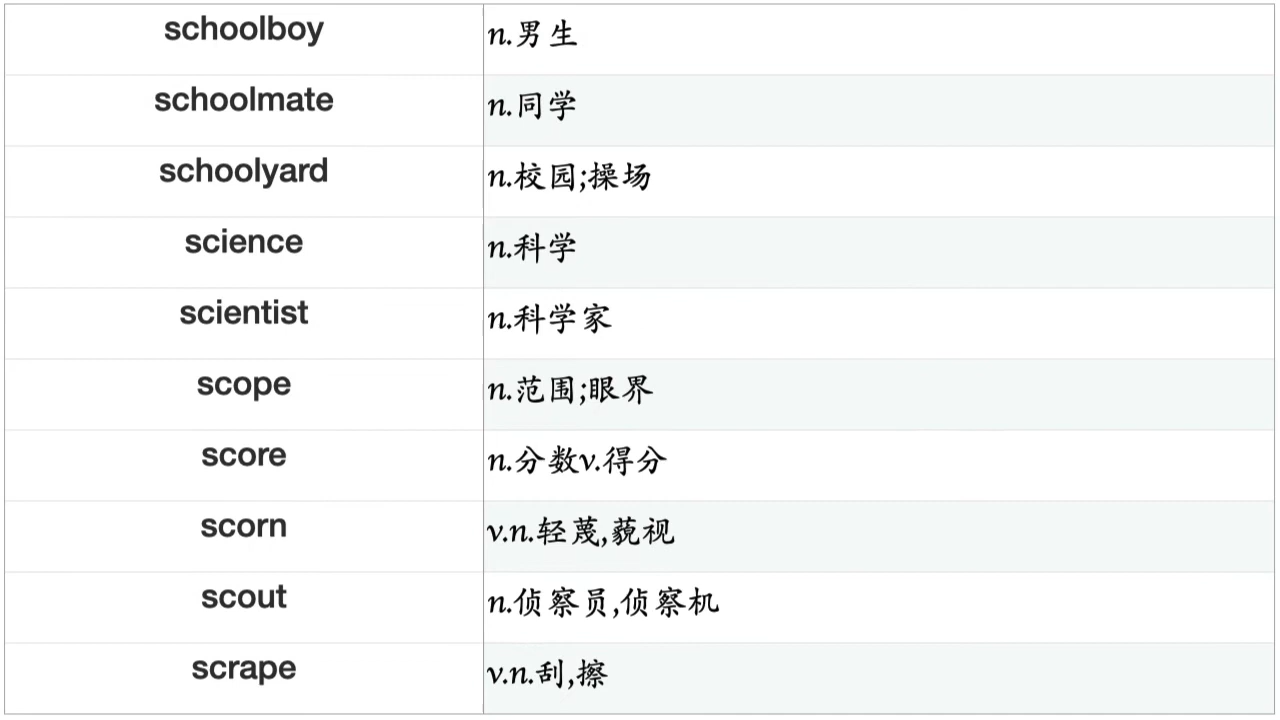 schoolboy n.男生
schoolmate n.同学
schoolyard n.校园;操场
science n.科学
scientist n.科学家
scope n.范围;眼界
score n.分数v.得分
scorn v.n.轻蔑,藐视
scout n.侦察员,侦察机
scrape v.n.刮,擦